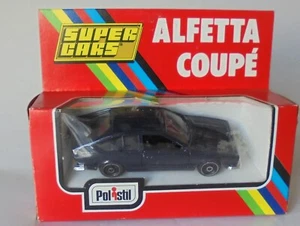 SUPER
CARS
ALFETTA
COUPÉ
Polistil